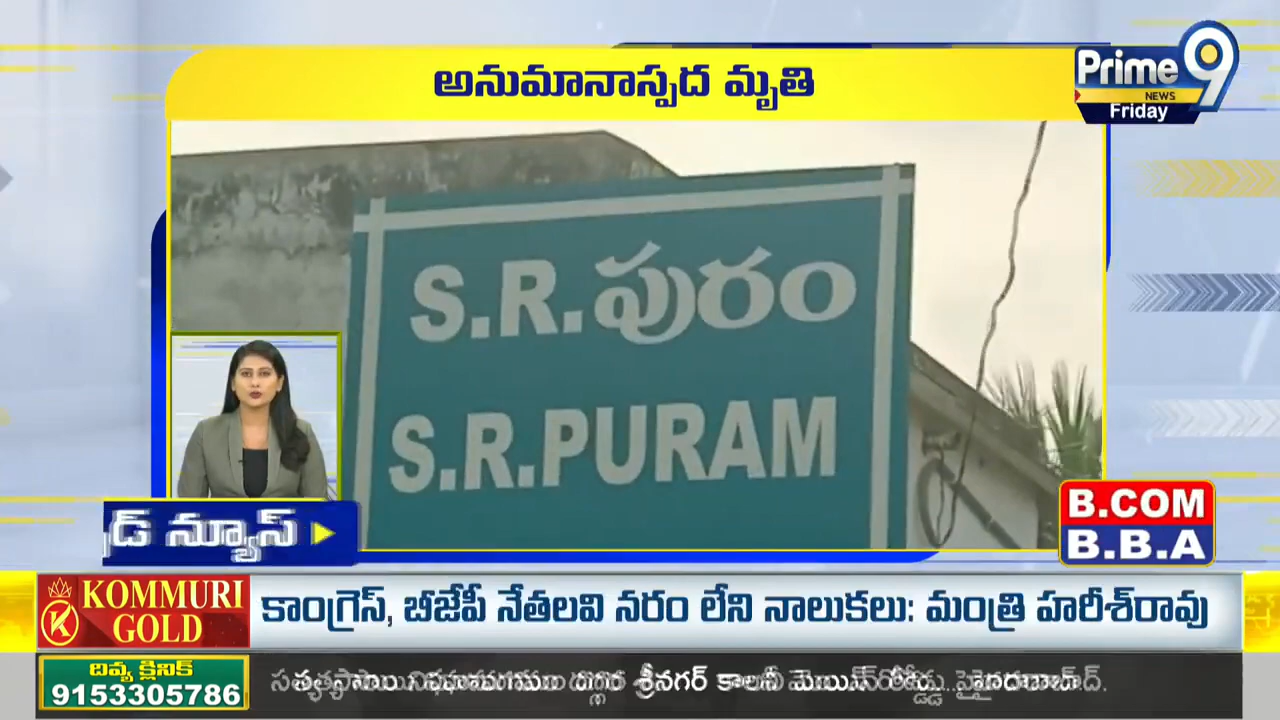 అనుమానాస్పద మృతి
Prime9
NEWS
Friday
S.R.పురం
S.R.PURAM
డ్ న్యూస్
B.COM
B.B.A
KOMMURI
GOLD
కాంగ్రెస్, బీజేపీ నేతలవి నరం లేని నాలుకలు: మంత్రి హరీశ్‌రావు
దివ్య క్లినిక్
9153305786
శ్రీనగర్ కాలనీ